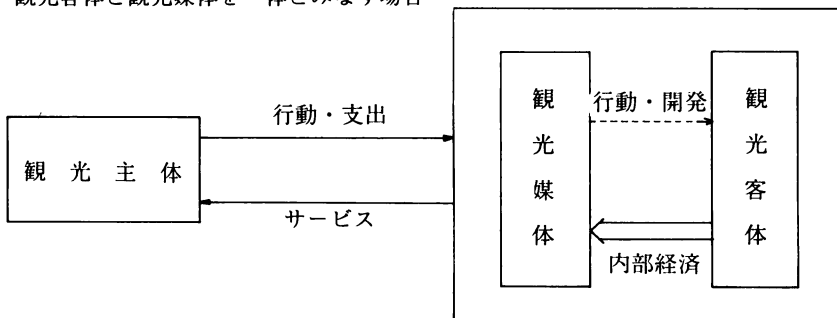 観光客体と観光媒体を一体とみなす場合
行動・支出
観光主体
サービス
観光媒体
行動・開発
内部経済
観光客体